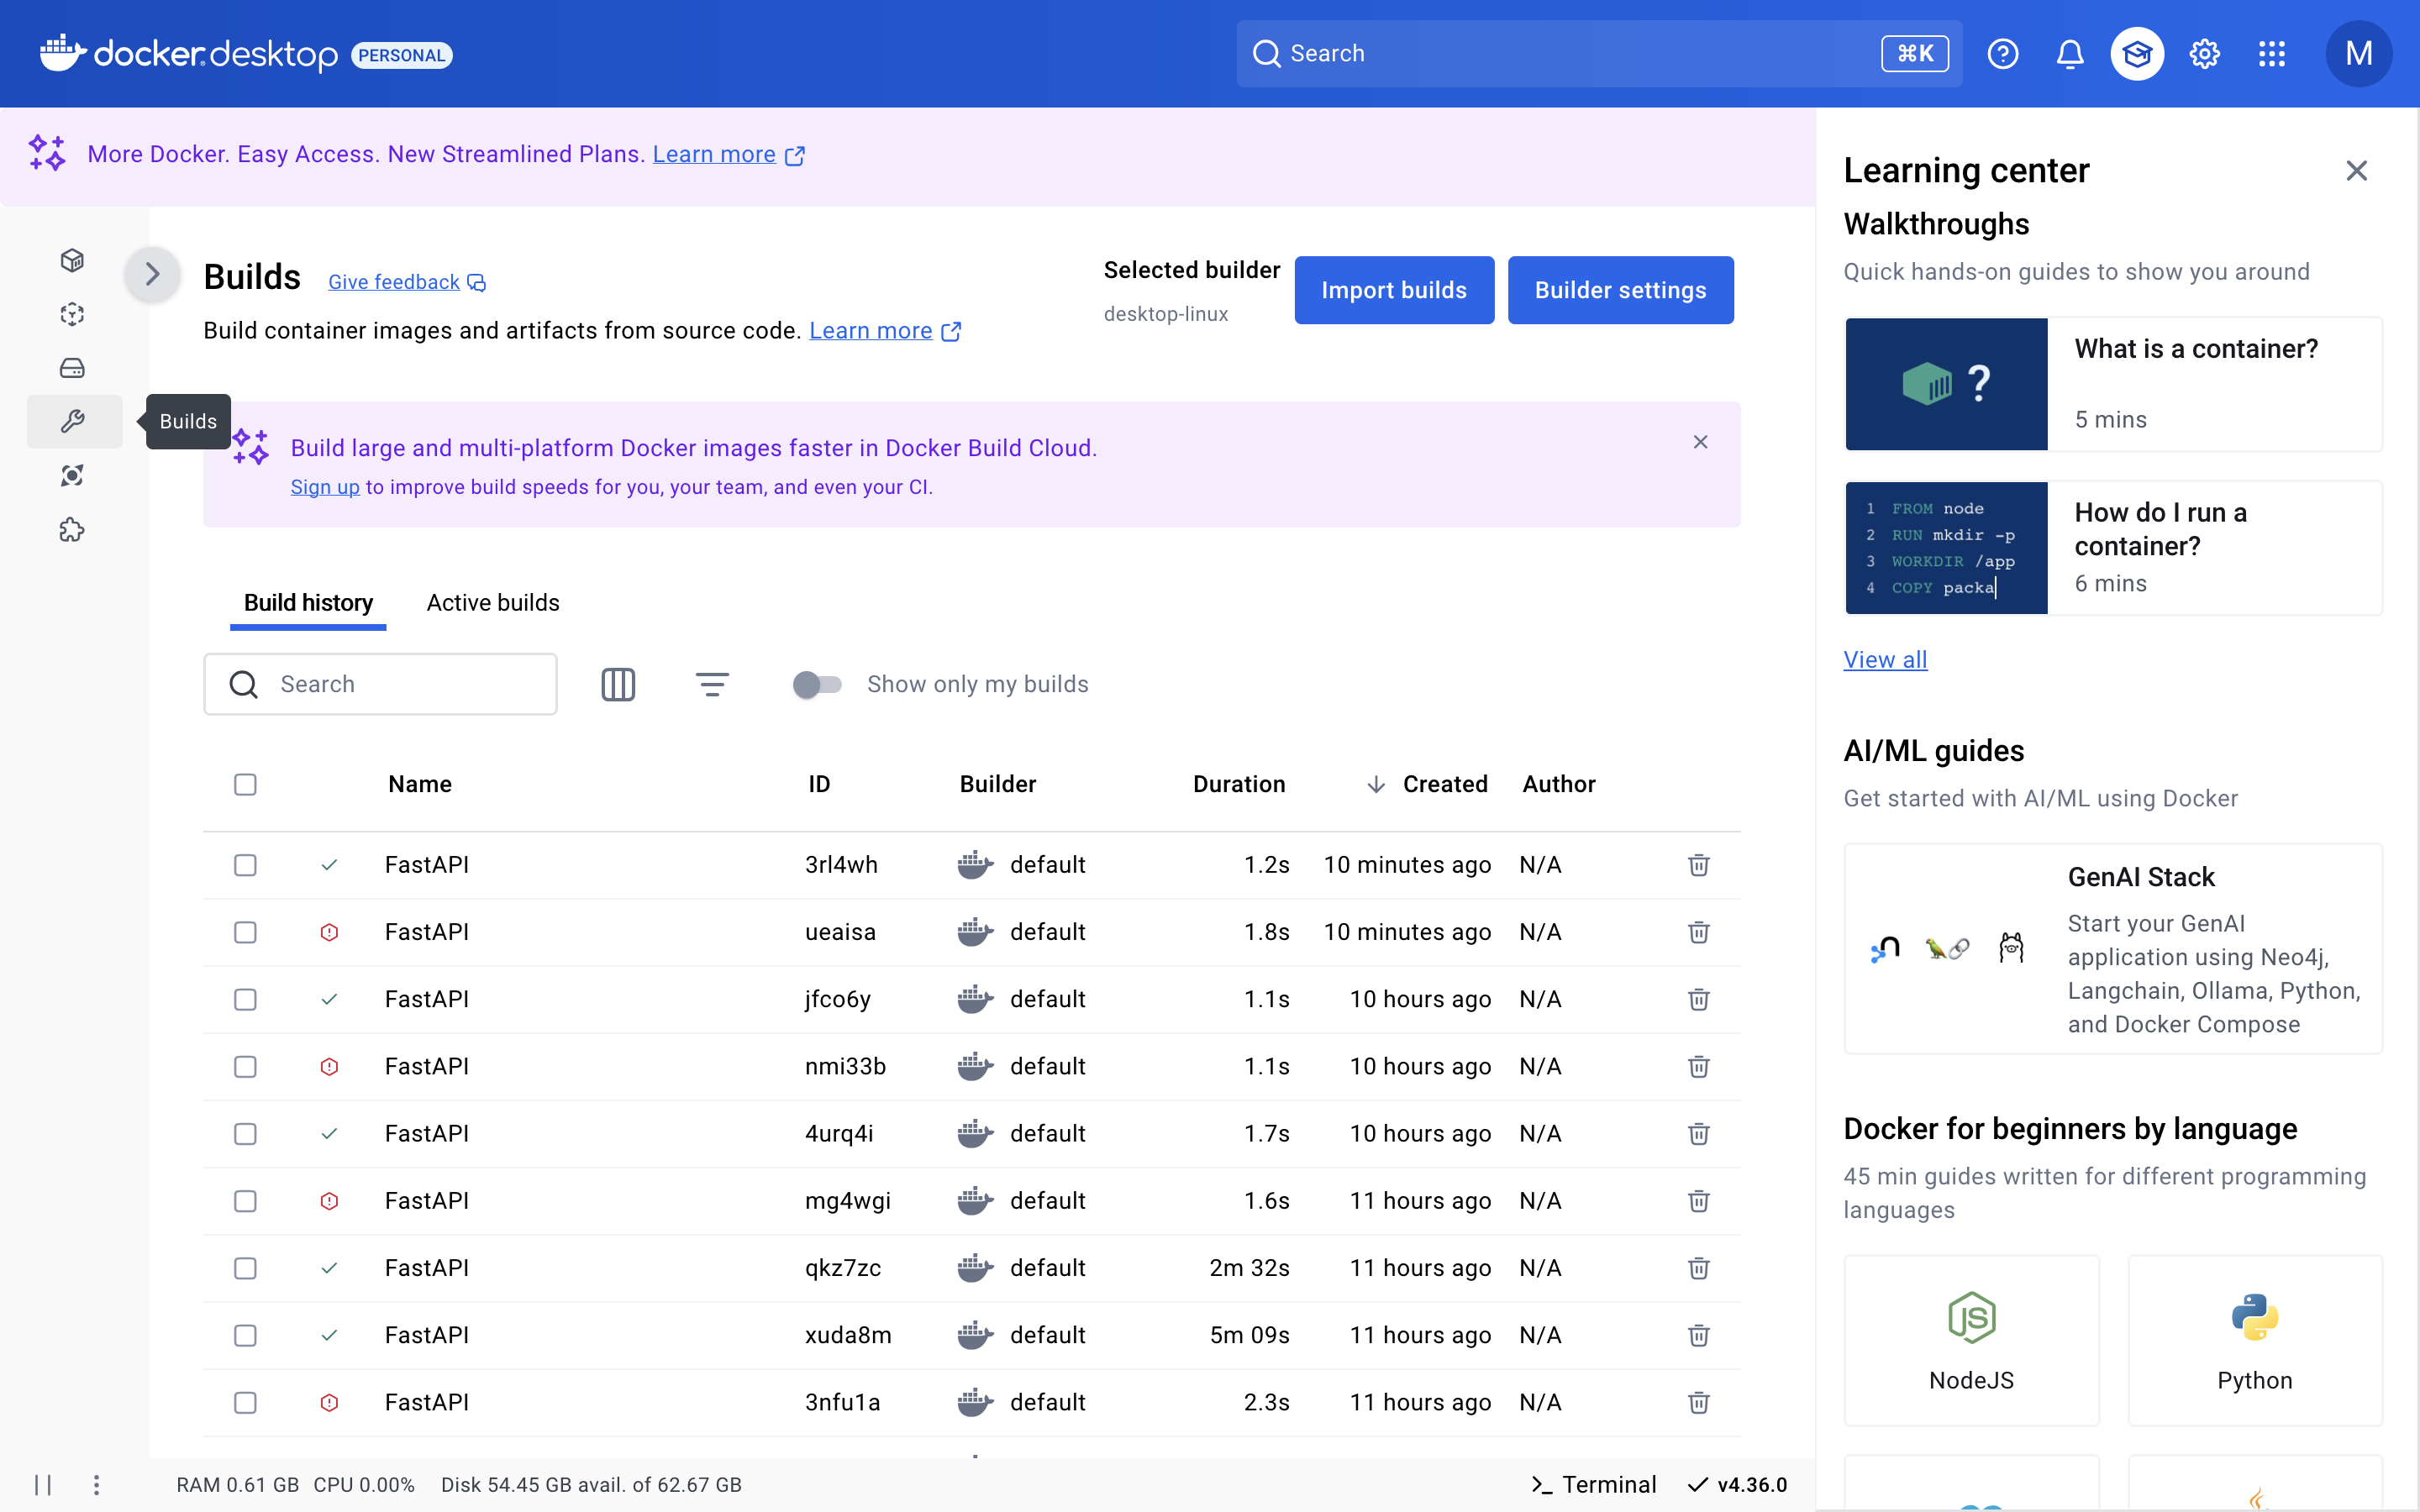 docker.desktop PERSONAL
Search ⌘K
M
More Docker. Easy Access. New Streamlined Plans. Learn more
Builds Give feedback
Build container images and artifacts from source code. Learn more
Selected builder
desktop-linux
Import builds
Builder settings
Builds
Build large and multi-platform Docker images faster in Docker Build Cloud.
Sign up to improve build speeds for you, your team, and even your CI.
Build history Active builds
Search Show only my builds
Name ID Builder Duration Created Author
FastAPI 3rl4wh default 1.2s 10 minutes ago N/A
FastAPI ueaisa default 1.8s 10 minutes ago N/A
FastAPI jfco6y default 1.1s 10 hours ago N/A
FastAPI nmi33b default 1.1s 10 hours ago N/A
FastAPI 4urq4i default 1.7s 10 hours ago N/A
FastAPI mg4wgi default 1.6s 11 hours ago N/A
FastAPI qkz7zc default 2m 32s 11 hours ago N/A
FastAPI xuda8m default 5m 09s 11 hours ago N/A
FastAPI 3nfu1a default 2.3s 11 hours ago N/A
RAM 0.61 GB CPU 0.00% Disk 54.45 GB avail. of 62.67 GB
Terminal v4.36.0
Learning center
Walkthroughs
Quick hands-on guides to show you around
?
What is a container?
5 mins
1 FROM node
2 RUN mkdir -p
3 WORKDIR /app
4 COPY packa
How do I run a
container?
6 mins
View all
AI/ML guides
Get started with AI/ML using Docker
GenAI Stack
Start your GenAI
application using Neo4j,
Langchain, Ollama, Python,
and Docker Compose
Docker for beginners by language
45 min guides written for different programming
languages
JS
NodeJS
Python